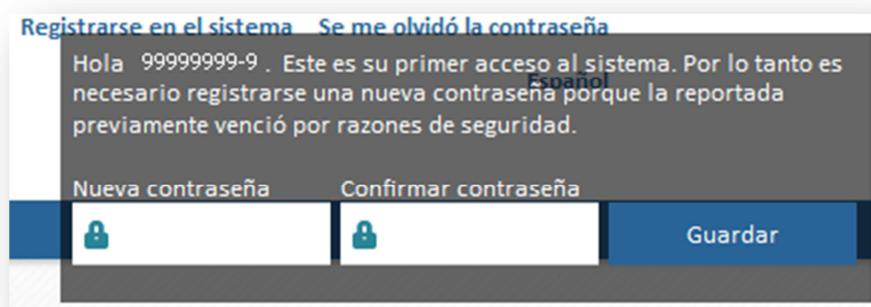 Registrarse en el sistema Se me olvidó la contraseña
Hola 99999999-9 . Este es su primer acceso al sistema. Por lo tanto es
Español
necesario registrarse una nueva contraseña porque la reportada
previamente venció por razones de seguridad.
Nueva contraseña Confirmar contraseña
Guardar